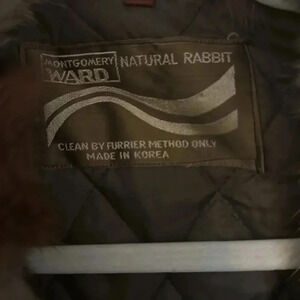 MONTGOMERY
WARD
NATURAL RABBIT
CLEAN BY FURRIER METHOD ONLY
MADE IN KOREA